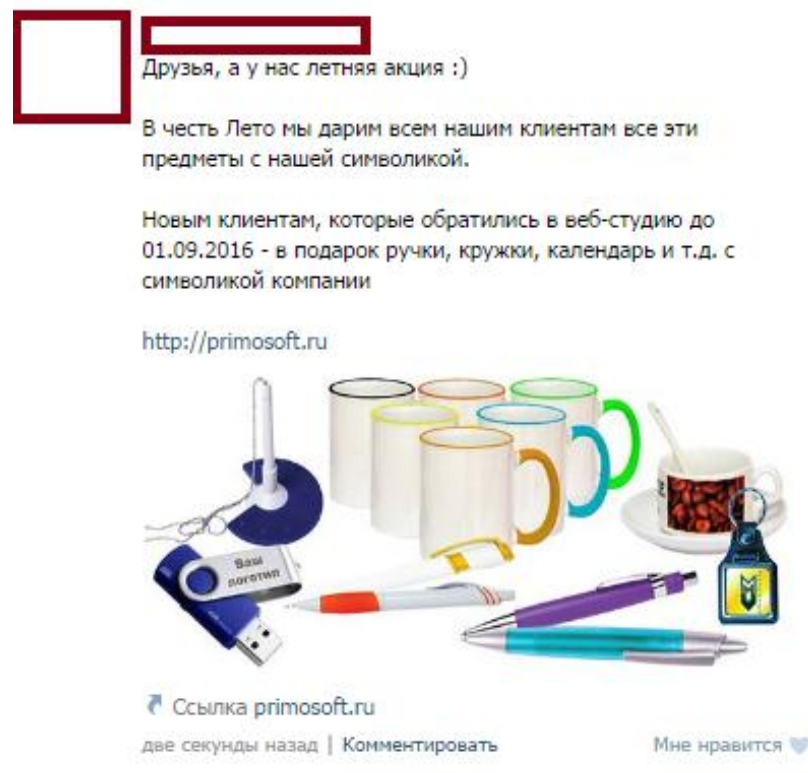 Друзья, а у нас летняя акция :)
В честь Лето мы дарим всем нашим клиентам все эти
предметы с нашей символикой.
Новым клиентам, которые обратились в веб-студию до
01.09.2016 - в подарок ручки, кружки, календарь и т.д. с
символикой компании
http://primosoft.ru
Ваш
логотип
Ссылка primosoft.ru
две секунды назад | Комментировать
Мне нравится